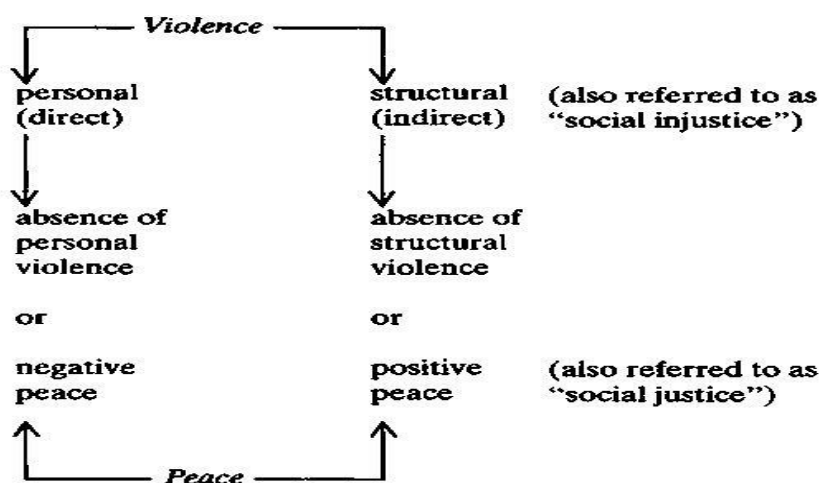 Violence
personal structural (also referred to as
(direct) (indirect) “social injustice”)
absence of absence of
personal structural
violence violence
or or
negative positive (also referred to as
peace peace “social justice”)
Peace